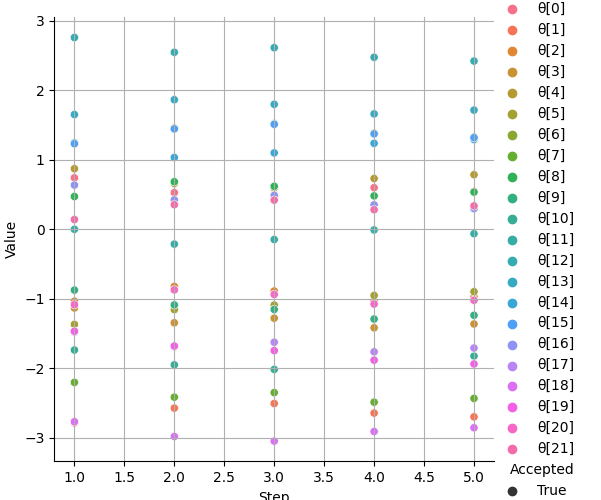 3
2
1
0
−1
−2
−3
Value
1.0 1.5 2.0 2.5 3.0 3.5 4.0 4.5 5.0
Step
θ[0]
θ[1]
θ[2]
θ[3]
θ[4]
θ[5]
θ[6]
θ[7]
θ[8]
θ[9]
θ[10]
θ[11]
θ[12]
θ[13]
θ[14]
θ[15]
θ[16]
θ[17]
θ[18]
θ[19]
θ[20]
θ[21]
Accepted
True